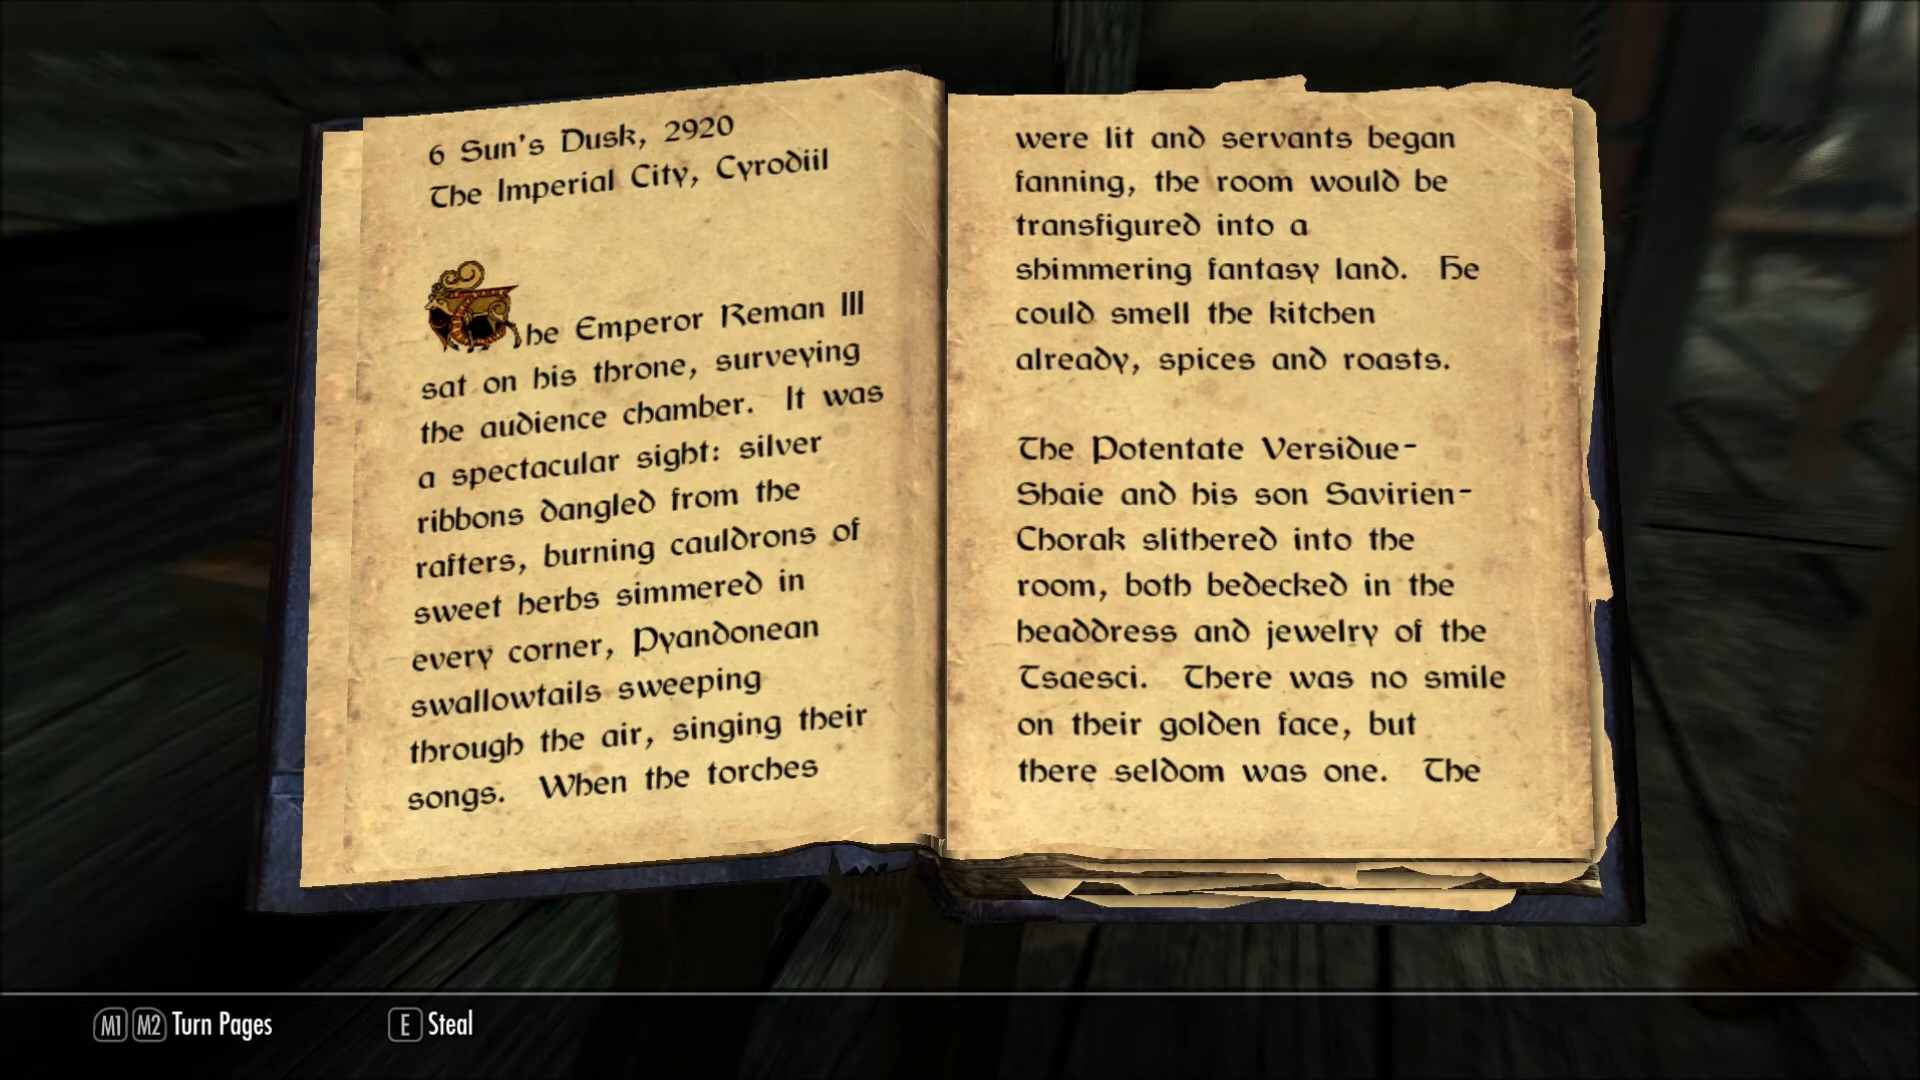 6 Sun's Dusk, 2920
The Imperial City, Cyrodiil
The Emperor Reman III
sat on his throne, surveying
the audience chamber. It was
a spectacular sight: silver
ribbons dangled from the
rafters, burning cauldrons of
sweet herbs simmered in
every corner, Pyandonean
swallowtails sweeping
through the air, singing their
songs. When the torches
were lit and servants began
fanning, the room would be
transfigured into a
shimmering fantasy land. He
could smell the kitchen
already, spices and roasts.
The Potentate Versidue-
Shaie and his son Savirien-
Chorak slithered into the
room, both bedecked in the
headdress and jewelry of the
Tsaesci. There was no smile
on their golden face, but
there seldom was one. The
M1 M2 Turn Pages
E Steal